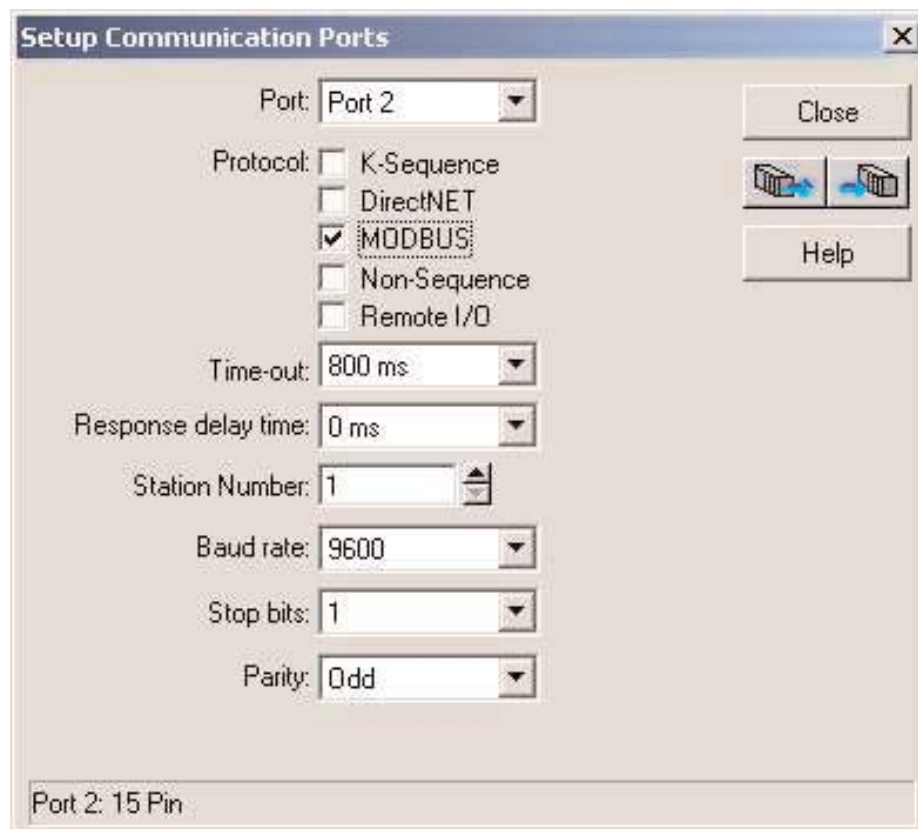 Setup Communication Ports
Port: Port 2
Close
Protocol: K-Sequence
DirectNET
MODBUS
Help
Non-Sequence
Remote I/O
Time-out: 800 ms
Response delay time: 0 ms
Station Number: 1
Baud rate: 9600
Stop bits: 1
Parity: Odd
Port 2: 15 Pin